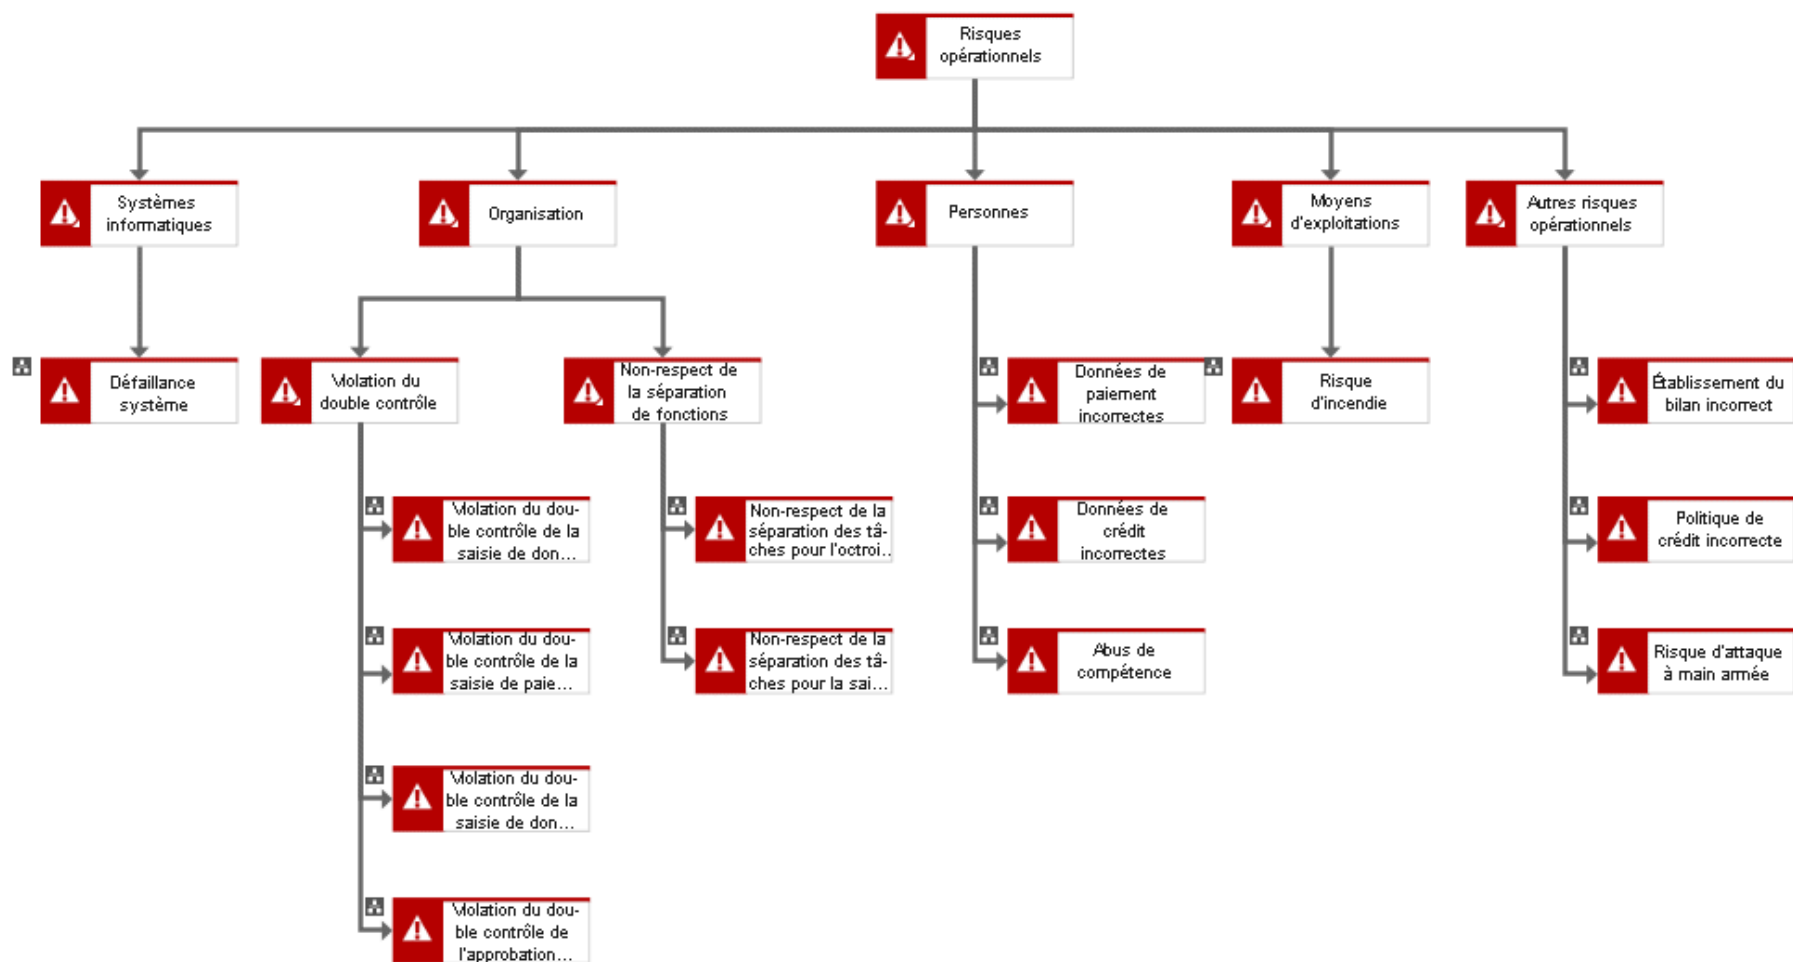 Risques
opérationnels
Systèmes
informatiques
Organisation
Personnes
Moyens
d'exploitations
Autres risques
opérationnels
Défaillance
système
Violation du
double contrôle
Non-respect de
la séparation
de fonctions
Données de
paiement
incorrectes
Risque
d'incendie
Établissement du
bilan incorrect
Violation du dou-
ble contrôle de la
saisie de don...
Non-respect de la
séparation des tâ-
ches pour l'octroi..
Données de
crédit
incorrectes
Politique de
crédit incorrecte
Violation du dou-
ble contrôle de la
saisie de paie...
Non-respect de la
séparation des tâ-
ches pour la sai...
Abus de
compétence
Risque d'attaque
à main armée
Violation du dou-
ble contrôle de la
saisie de don...
Violation du dou-
ble contrôle de
l'approbation...